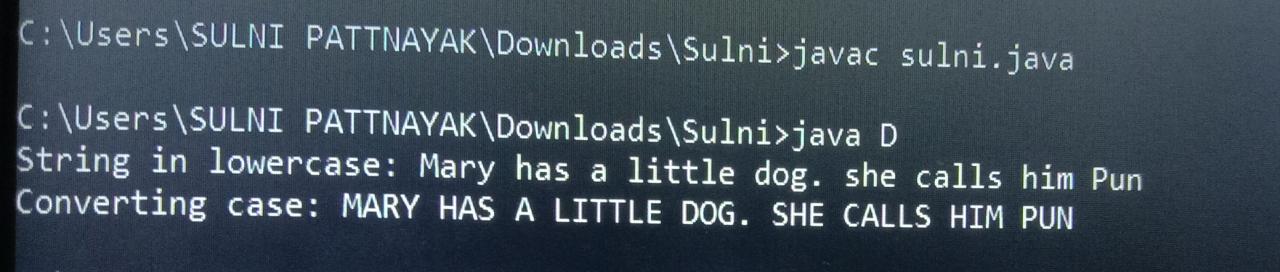 C:\Users\SULNI PATTNAYAK\Downloads\Sulni>javac sulni.java
C:\Users\SULNI PATTNAYAK\Downloads\Sulni>java D
String in lowercase: Mary has a little dog. she calls him Pun
Converting case: MARY HAS A LITTLE DOG. SHE CALLS HIM PUN